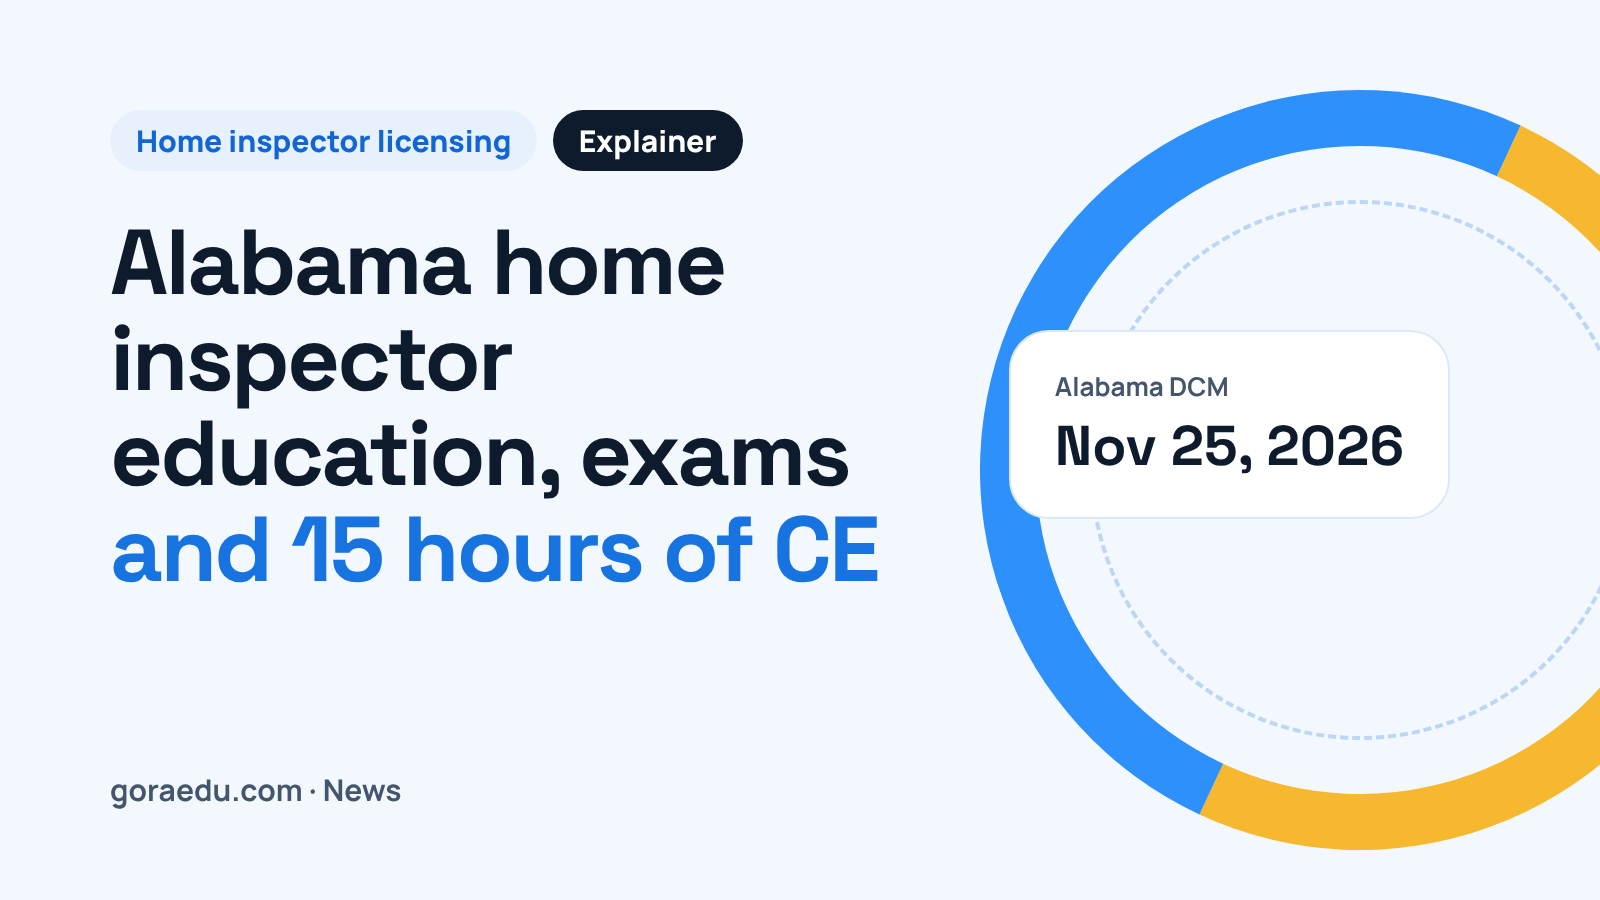 Home inspector licensing
Explainer
Alabama home
inspector
education, exams
and 15 hours of CE
Alabama DCM
Nov 25, 2026
goraedu.com · News